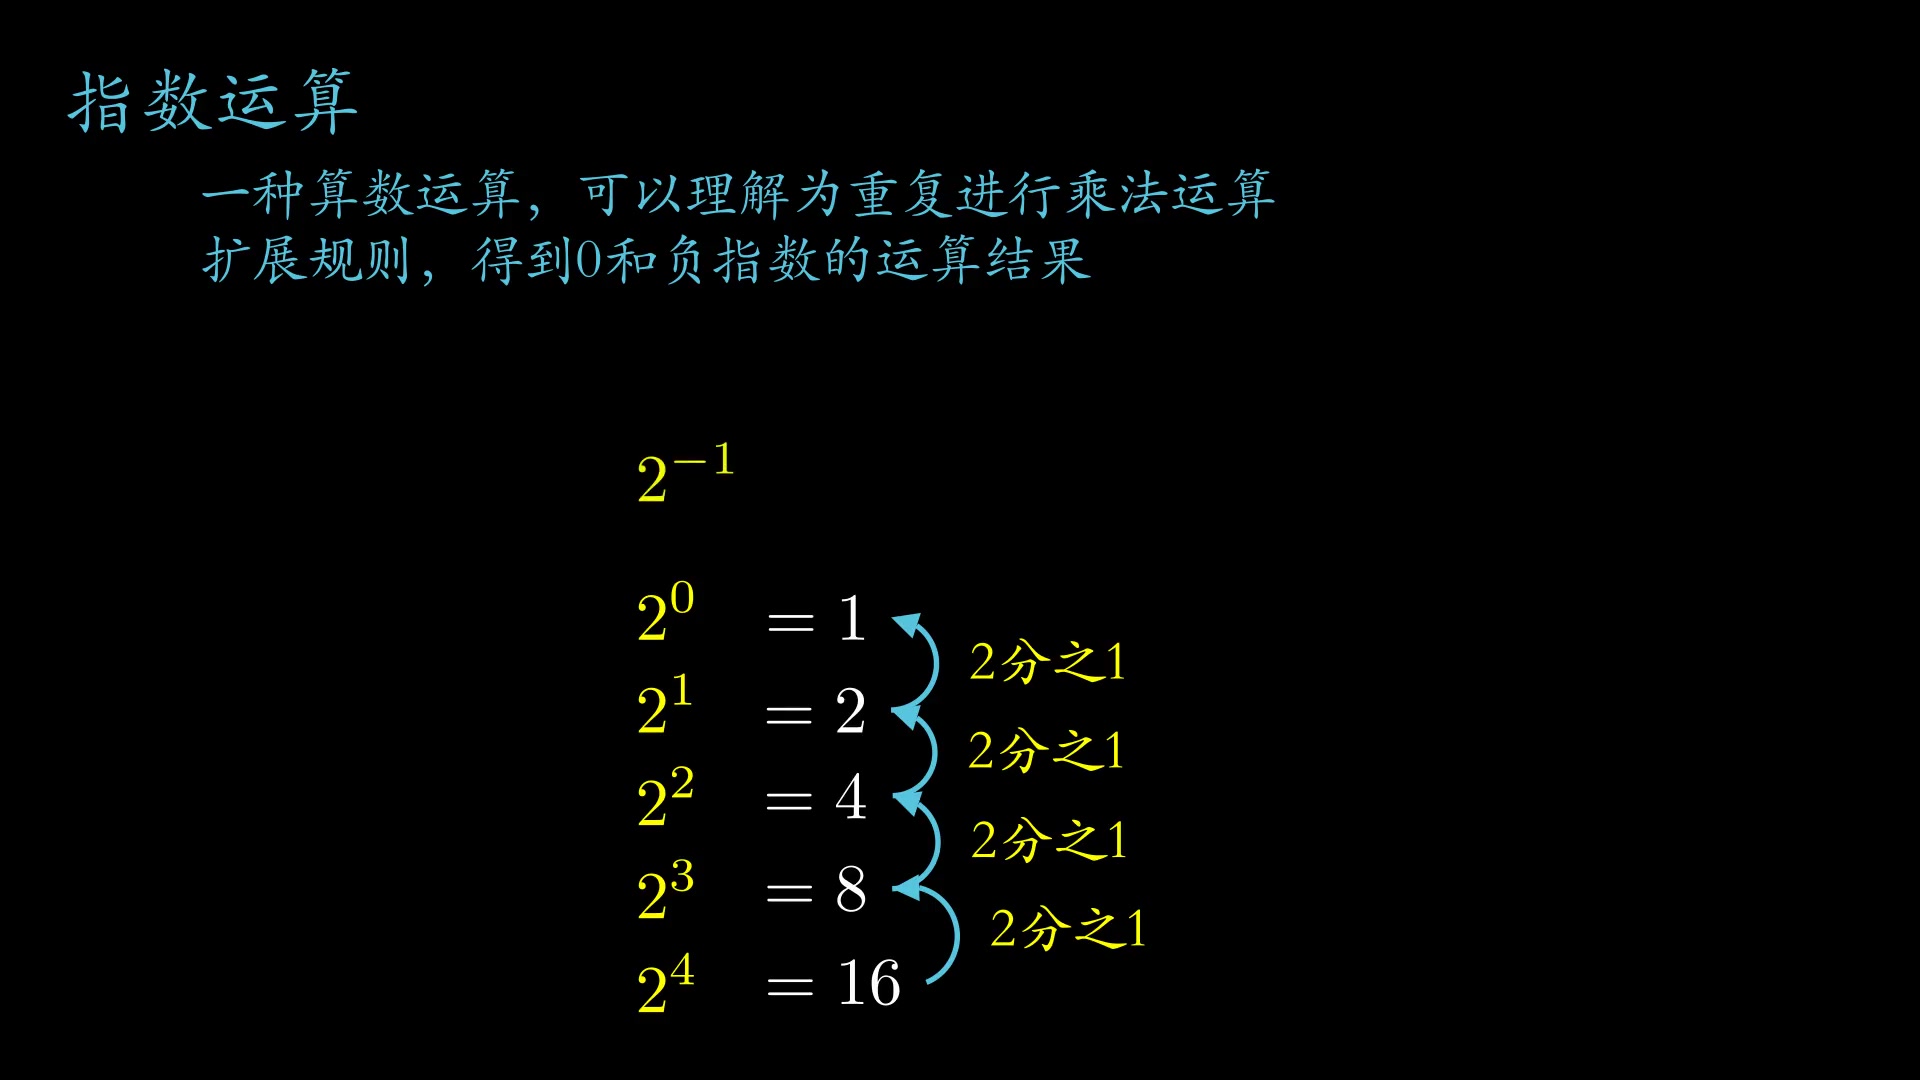 指数运算
一种算数运算，可以理解为重复进行乘法运算
扩展规则，得到0和负指数的运算结果
2^{-1}
2^0 = 1
2分之1
2^1 = 2
2分之1
2^2 = 4
2分之1
2^3 = 8
2分之1
2^4 = 16